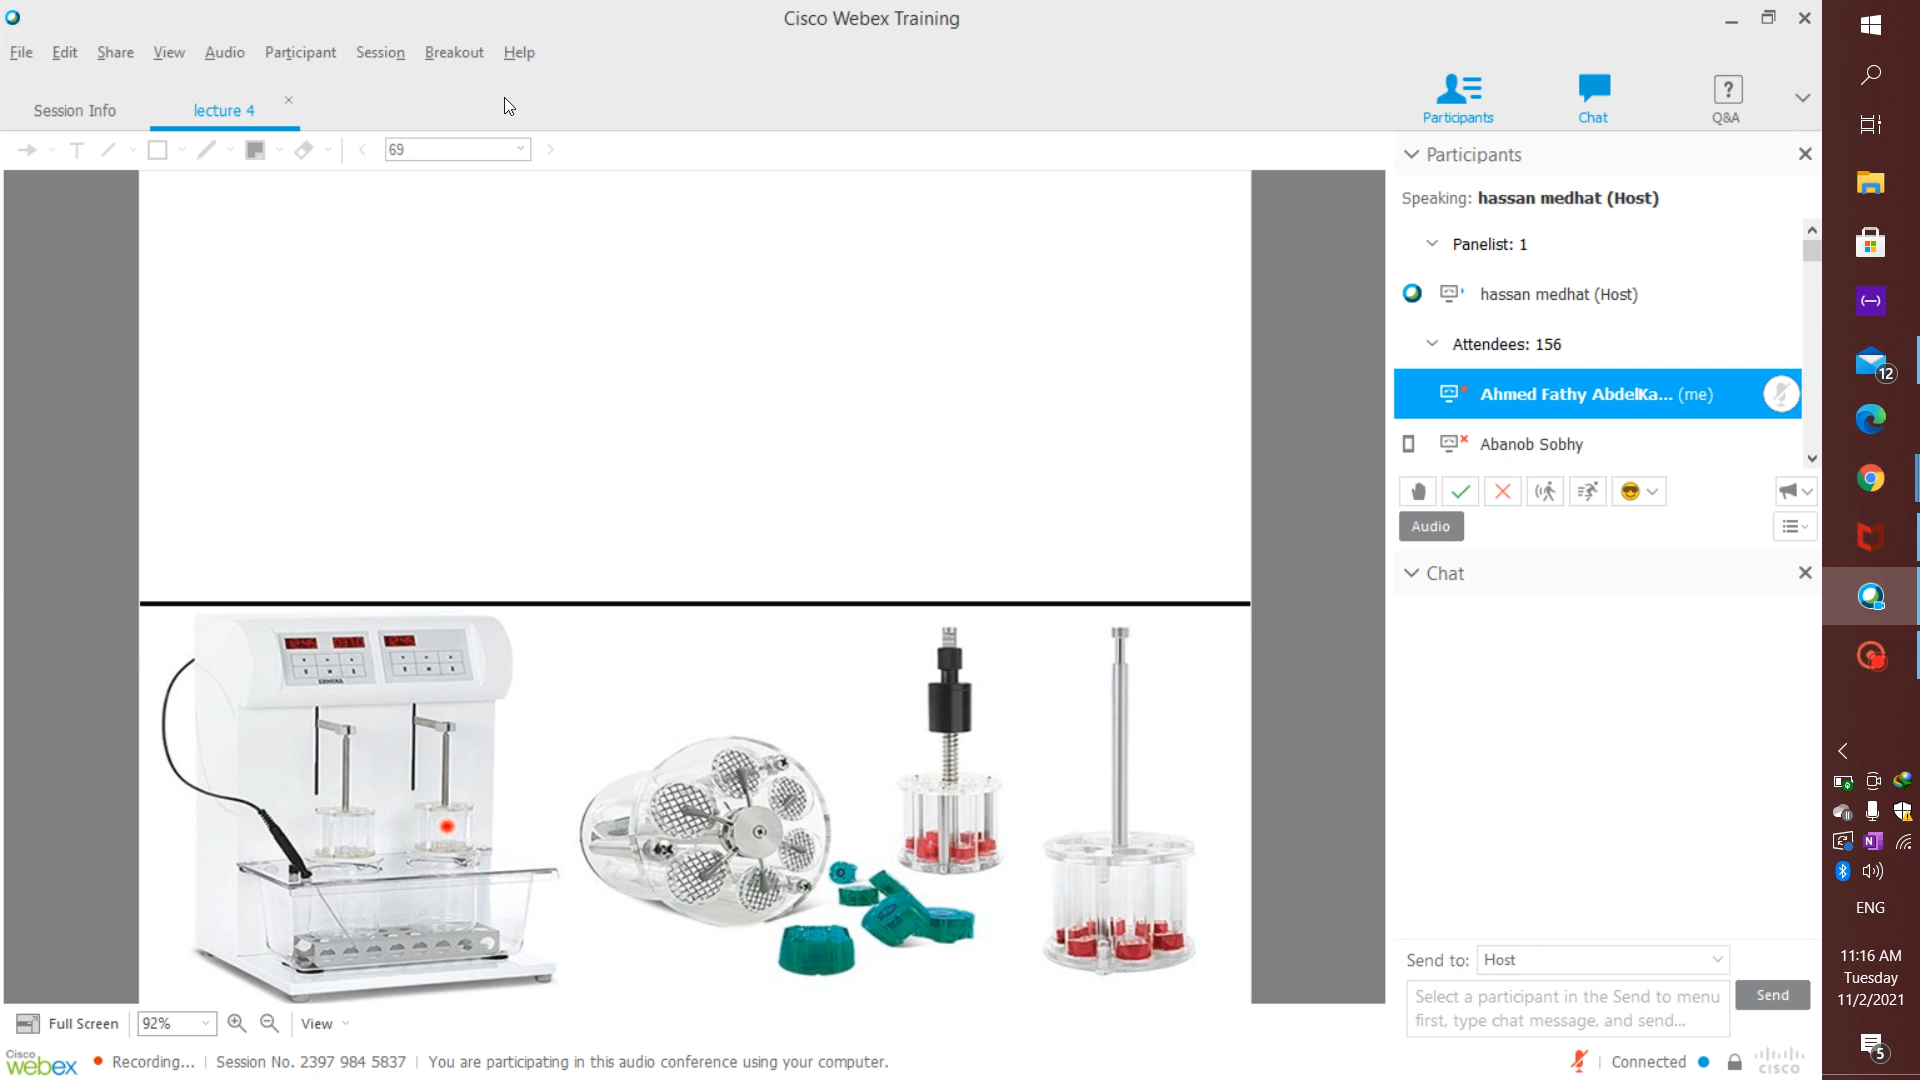 Cisco Webex Training
File Edit Share View Audio Participant Session Breakout Help
Participants Chat Q&A
Session Info lecture 4
69
Participants
Speaking: hassan medhat (Host)
Panelist: 1
hassan medhat (Host)
Attendees: 156
Ahmed Fathy AbdelKa... (me)
Abanob Sobhy
Audio
Chat
ERWEKA
Send to: Host
Select a participant in the Send to menu
first, type chat message, and send...
Send
Full Screen 92% View
Cisco webex Recording... Session No. 2397 984 5837 You are participating in this audio conference using your computer. Connected cisco
12
ENG
11:16 AM
Tuesday
11/2/2021
5